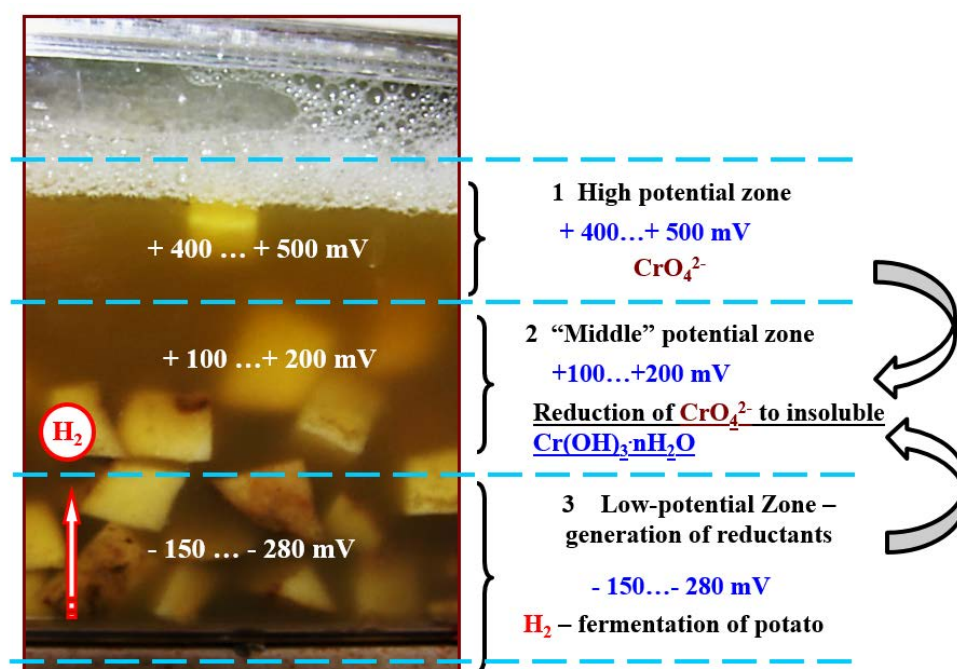 1 High potential zone
+ 400 … + 500 mV
+ 400…+ 500 mV
CrO₄²⁻
2 “Middle” potential zone
+ 100 …+ 200 mV
+100…+200 mV
Reduction of CrO₄²⁻ to insoluble
Cr(OH)₃·nH₂O
H₂
3 Low-potential Zone –
generation of reductants
- 150 … - 280 mV
- 150…- 280 mV
H₂ – fermentation of potato